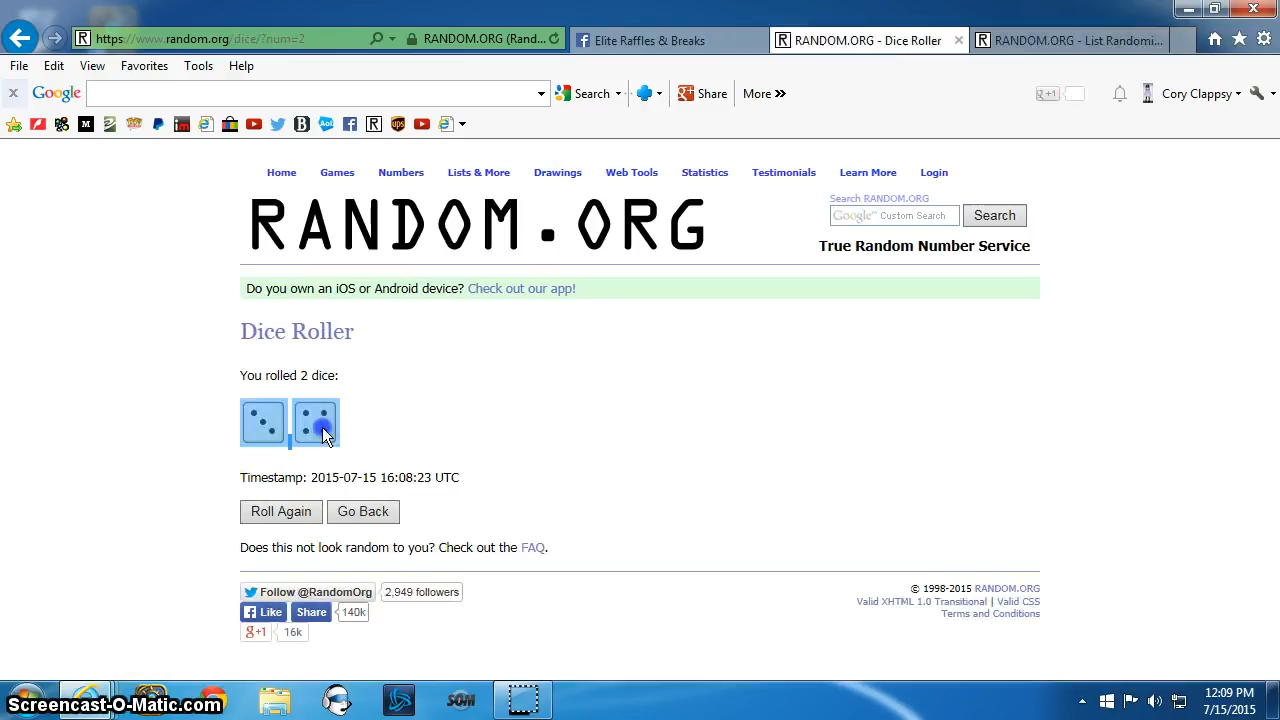 https://www.random.org/dice/?num=2
RANDOM.ORG (Rand...
Elite Raffles & Breaks
RANDOM.ORG - Dice Roller
RANDOM.ORG - List Randomi...
File Edit View Favorites Tools Help
Google Search Share More »
+1
Cory Clappsy
Home Games Numbers Lists & More Drawings Web Tools Statistics Testimonials Learn More Login
RANDOM.ORG
Search RANDOM.ORG
Google™ Custom Search Search
True Random Number Service
Do you own an iOS or Android device? Check out our app!
Dice Roller
You rolled 2 dice:
Timestamp: 2015-07-15 16:08:23 UTC
Roll Again Go Back
Does this not look random to you? Check out the FAQ.
Follow @RandomOrg 2,949 followers
Like Share 140k
g+1 16k
© 1998-2015 RANDOM.ORG
Valid XHTML 1.0 Transitional | Valid CSS
Terms and Conditions
Screencast-O-Matic.com
SOM
12:09 PM
7/15/2015